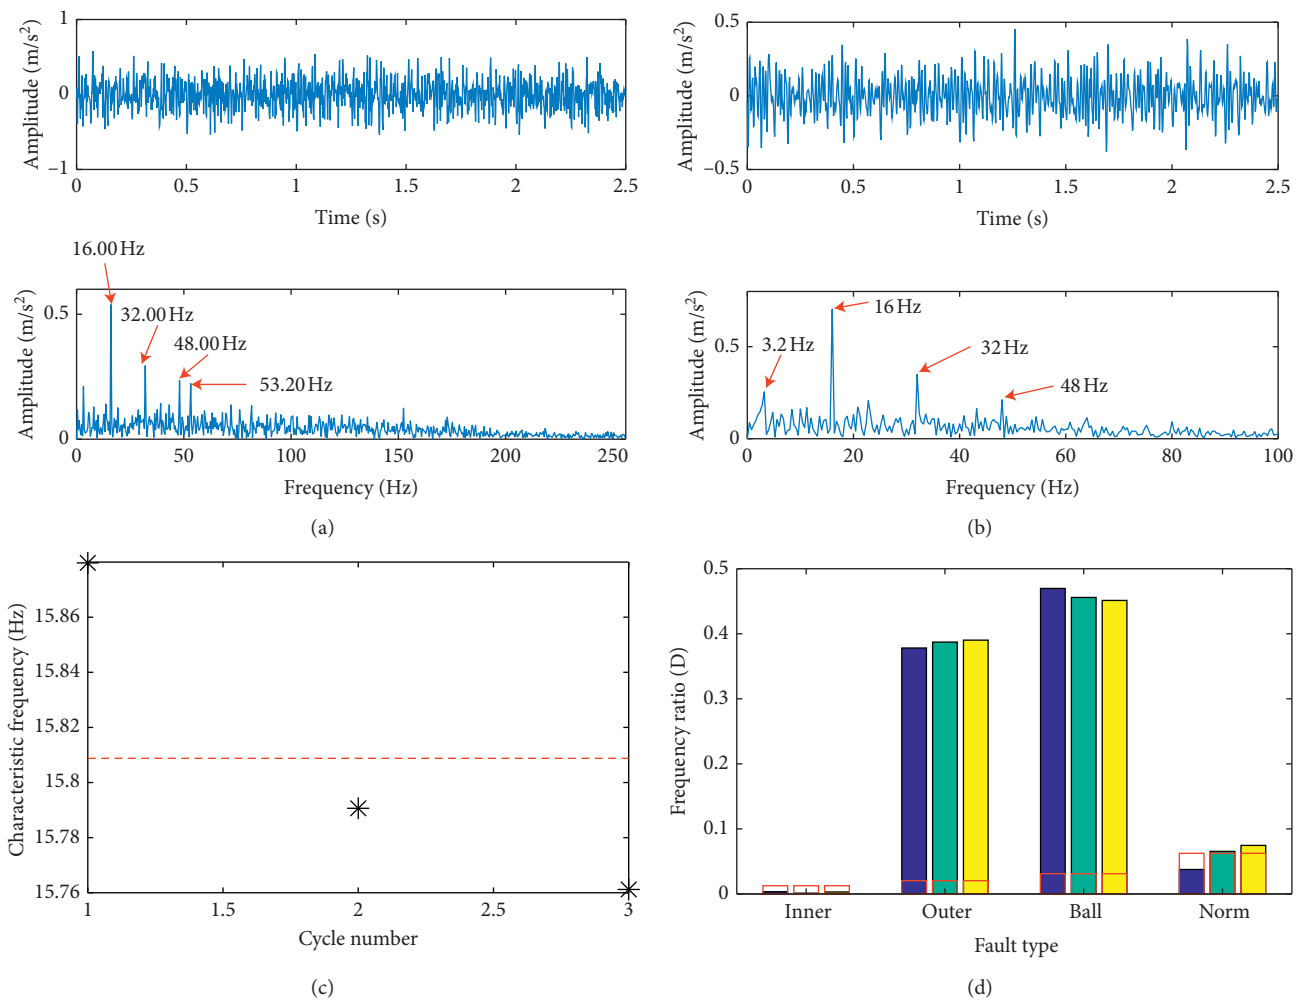 Amplitude (m/s²)
1
0
–1
0 0.5 1 1.5 2 2.5
Time (s)
Amplitude (m/s²)
0.5
0
–0.5
0 0.5 1 1.5 2 2.5
Time (s)
16.00 Hz
32.00 Hz
48.00 Hz
53.20 Hz
Amplitude (m/s²)
0.5
0
0 50 100 150 200 250
Frequency (Hz)
(a)
3.2 Hz
16 Hz
32 Hz
48 Hz
Amplitude (m/s²)
0.5
0
0 20 40 60 80 100
Frequency (Hz)
(b)
Characteristic frequency (Hz)
15.86
15.84
15.82
15.8
15.78
15.76
1 1.5 2 2.5 3
Cycle number
(c)
Frequency ratio (D)
0.5
0.4
0.3
0.2
0.1
0
Inner Outer Ball Norm
Fault type
(d)